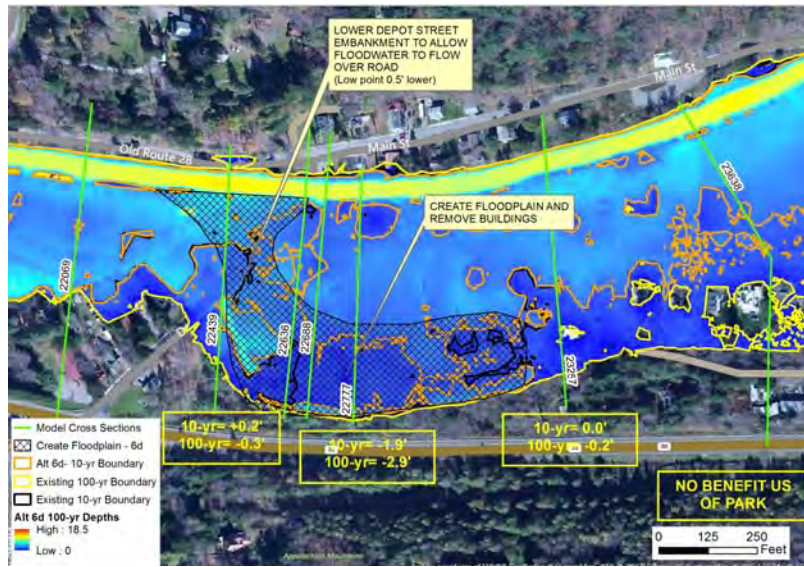 LOWER DEPOT STREET
EMBANKMENT TO ALLOW
FLOODWATER TO FLOW
OVER ROAD
(Low point 0.5' lower)
Main St
Main St
Old Route 28
CREATE FLOODPLAIN AND
REMOVE BUILDINGS
22069
22439
22636
22688
22777
23257
23638
10-yr= +0.2'
100-yr= -0.3'
10-yr= -1.9'
100-yr= -2.9'
10-yr= 0.0'
100-yr= -0.2'
NO BENEFIT US
OF PARK
Model Cross Sections
Create Floodplain - 6d
Alt 6d- 10-yr Boundary
Existing 100-yr Boundary
Existing 10-yr Boundary
Alt 6d 100-yr Depths
High : 18.5
Low : 0
0 125 250
Feet
Appalachian Mountains